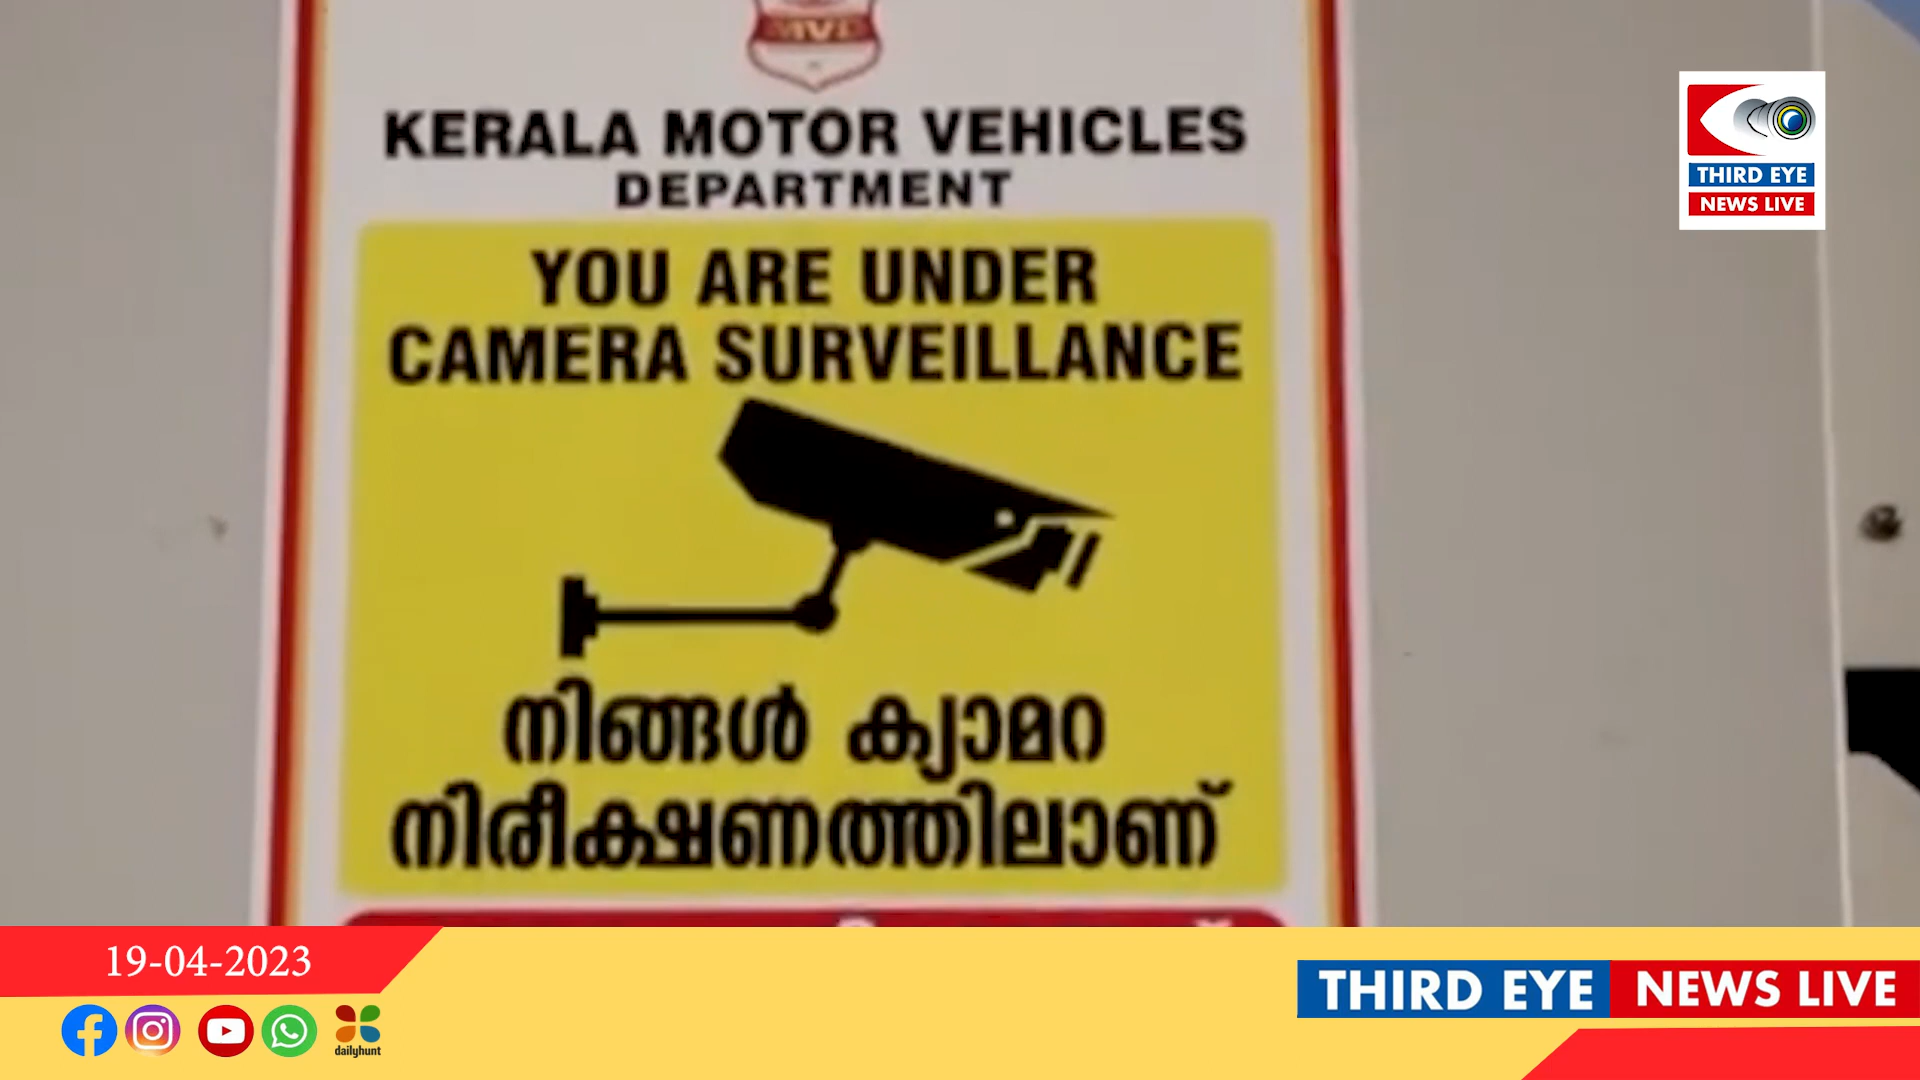 MVD
KERALA MOTOR VEHICLES
DEPARTMENT
YOU ARE UNDER
CAMERA SURVEILLANCE
നിങ്ങൾ ക്യാമറ
നിരീക്ഷണത്തിലാണ്
THIRD EYE
NEWS LIVE
19-04-2023
dailyhunt
THIRD EYE NEWS LIVE